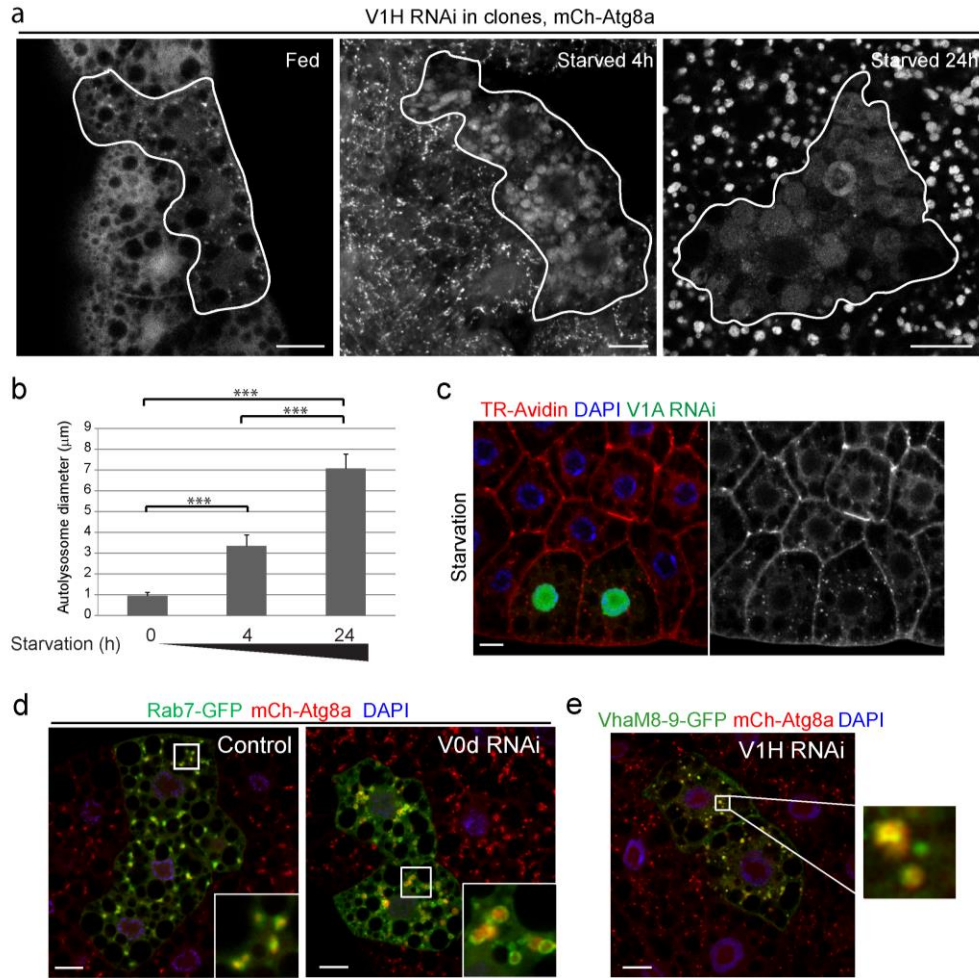 a
V1H RNAi in clones, mCh-Atg8a
Fed
Starved 4h
Starved 24h
b
***
***
***
Autolysosome diameter (μm)
9
8
7
6
5
4
3
2
1
0
0 4 24
Starvation (h)
c
TR-Avidin DAPI V1A RNAi
Starvation
d
Rab7-GFP mCh-Atg8a DAPI
Control
V0d RNAi
e
VhaM8-9-GFP mCh-Atg8a DAPI
V1H RNAi